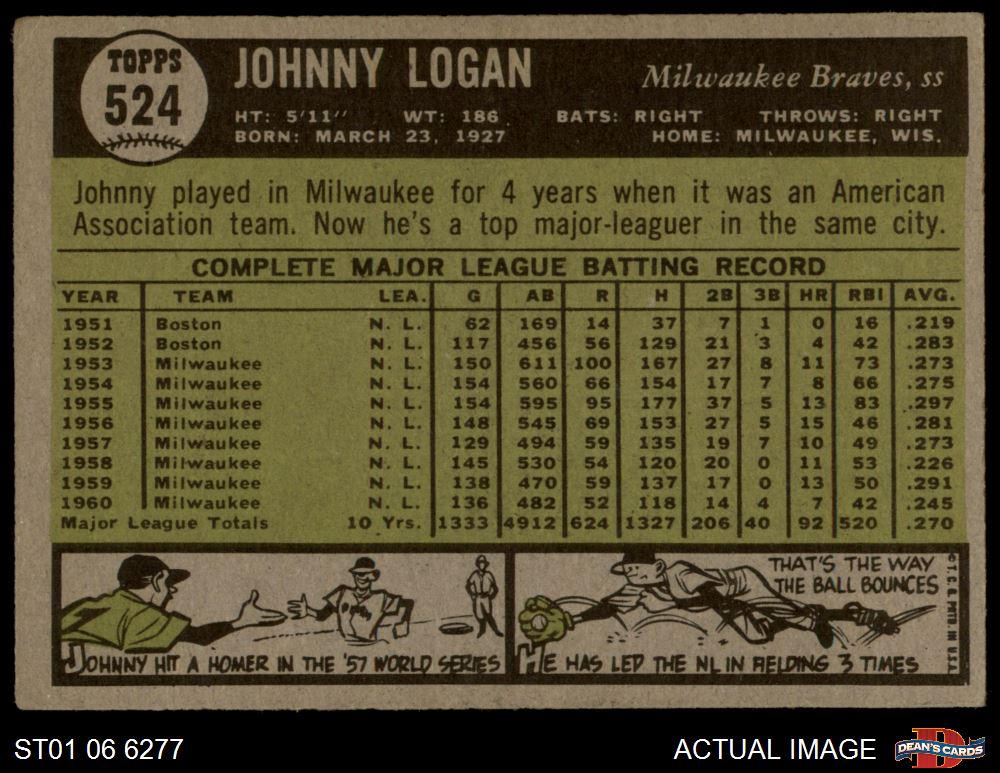 TOPPS
524
JOHNNY LOGAN
Milwaukee Braves, ss
HT: 5'11" WT: 186 BATS: RIGHT THROWS: RIGHT
BORN: MARCH 23, 1927 HOME: MILWAUKEE, WIS.
Johnny played in Milwaukee for 4 years when it was an American
Association team. Now he's a top major-leaguer in the same city.
COMPLETE MAJOR LEAGUE BATTING RECORD
YEAR TEAM LEA. G AB R H 2B 3B HR RBI AVG.
1951 Boston N. L. 62 169 14 37 7 1 0 16 .219
1952 Boston N. L. 117 456 56 129 21 3 4 42 .283
1953 Milwaukee N. L. 150 611 100 167 27 8 11 73 .273
1954 Milwaukee N. L. 154 560 66 154 17 7 8 66 .275
1955 Milwaukee N. L. 154 595 95 177 37 5 13 83 .297
1956 Milwaukee N. L. 148 545 69 153 27 5 15 46 .281
1957 Milwaukee N. L. 129 494 59 135 19 7 10 49 .273
1958 Milwaukee N. L. 145 530 54 120 20 0 11 53 .226
1959 Milwaukee N. L. 138 470 59 137 17 0 13 50 .291
1960 Milwaukee N. L. 136 482 52 118 14 4 7 42 .245
Major League Totals 10 Yrs. 1333 4912 624 1327 206 40 92 520 .270
JOHNNY HIT A HOMER IN THE '57 WORLD SERIES
THAT'S THE WAY
THE BALL BOUNCES
HE HAS LED THE NL IN FIELDING 3 TIMES
© T. C. G. PRTD IN U.S.A.
ST01 06 6277
ACTUAL IMAGE
D
DEAN'S CARDS